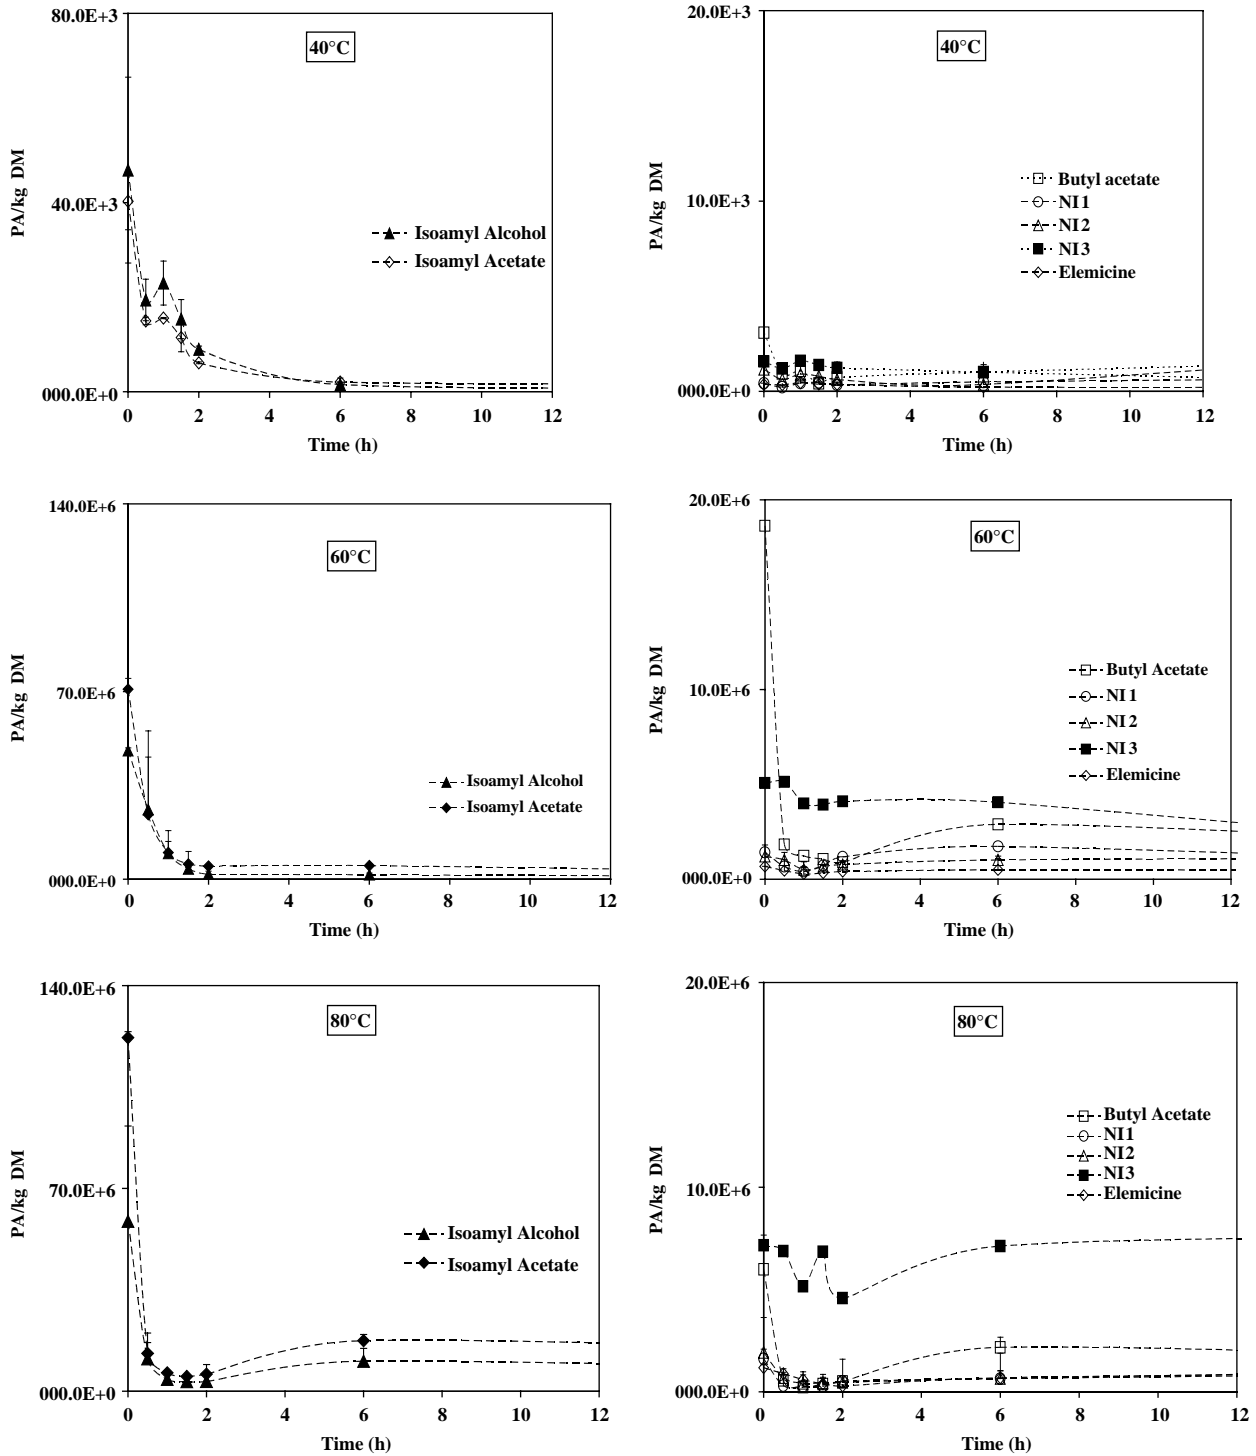 80.0E+3
40°C
PA/kg DM
40.0E+3
Isoamyl Alcohol
Isoamyl Acetate
000.0E+0
0 2 4 6 8 10 12
Time (h)
20.0E+3
40°C
PA/kg DM
10.0E+3
Butyl acetate
NI1
NI2
NI3
Elemicine
000.0E+0
0 2 4 6 8 10 12
Time (h)
140.0E+6
60°C
PA/kg DM
70.0E+6
Isoamyl Alcohol
Isoamyl Acetate
000.0E+0
0 2 4 6 8 10 12
Time (h)
20.0E+6
60°C
PA/kg DM
10.0E+6
Butyl Acetate
NI1
NI2
NI3
Elemicine
000.0E+0
0 2 4 6 8 10 12
Time (h)
140.0E+6
80°C
PA/kg DM
70.0E+6
Isoamyl Alcohol
Isoamyl Acetate
000.0E+0
0 2 4 6 8 10 12
Time (h)
20.0E+6
80°C
PA/kg DM
10.0E+6
Butyl Acetate
NI1
NI2
NI3
Elemicine
000.0E+0
0 2 4 6 8 10 12
Time (h)